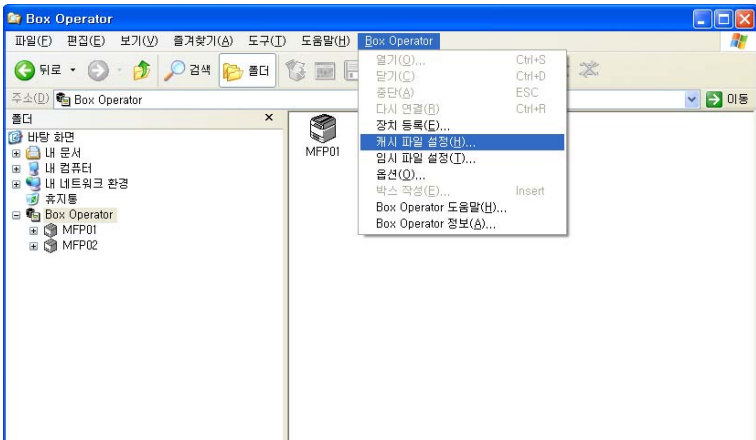 Box Operator
파일(F) 편집(E) 보기(V) 즐겨찾기(A) 도구(T) 도움말(H) Box Operator
뒤로 검색 폴더
주소(D) Box Operator 이동
폴더
바탕 화면
내 문서
내 컴퓨터
내 네트워크 환경
휴지통
Box Operator
MFP01
MFP02
MFP01
열기(O)... Ctrl+S
닫기(C) Ctrl+D
중단(A) ESC
다시 연결(R) Ctrl+R
장치 등록(E)...
캐시 파일 설정(H)...
임시 파일 설정(T)...
옵션(O)...
박스 작성(E)... Insert
Box Operator 도움말(H)...
Box Operator 정보(A)...